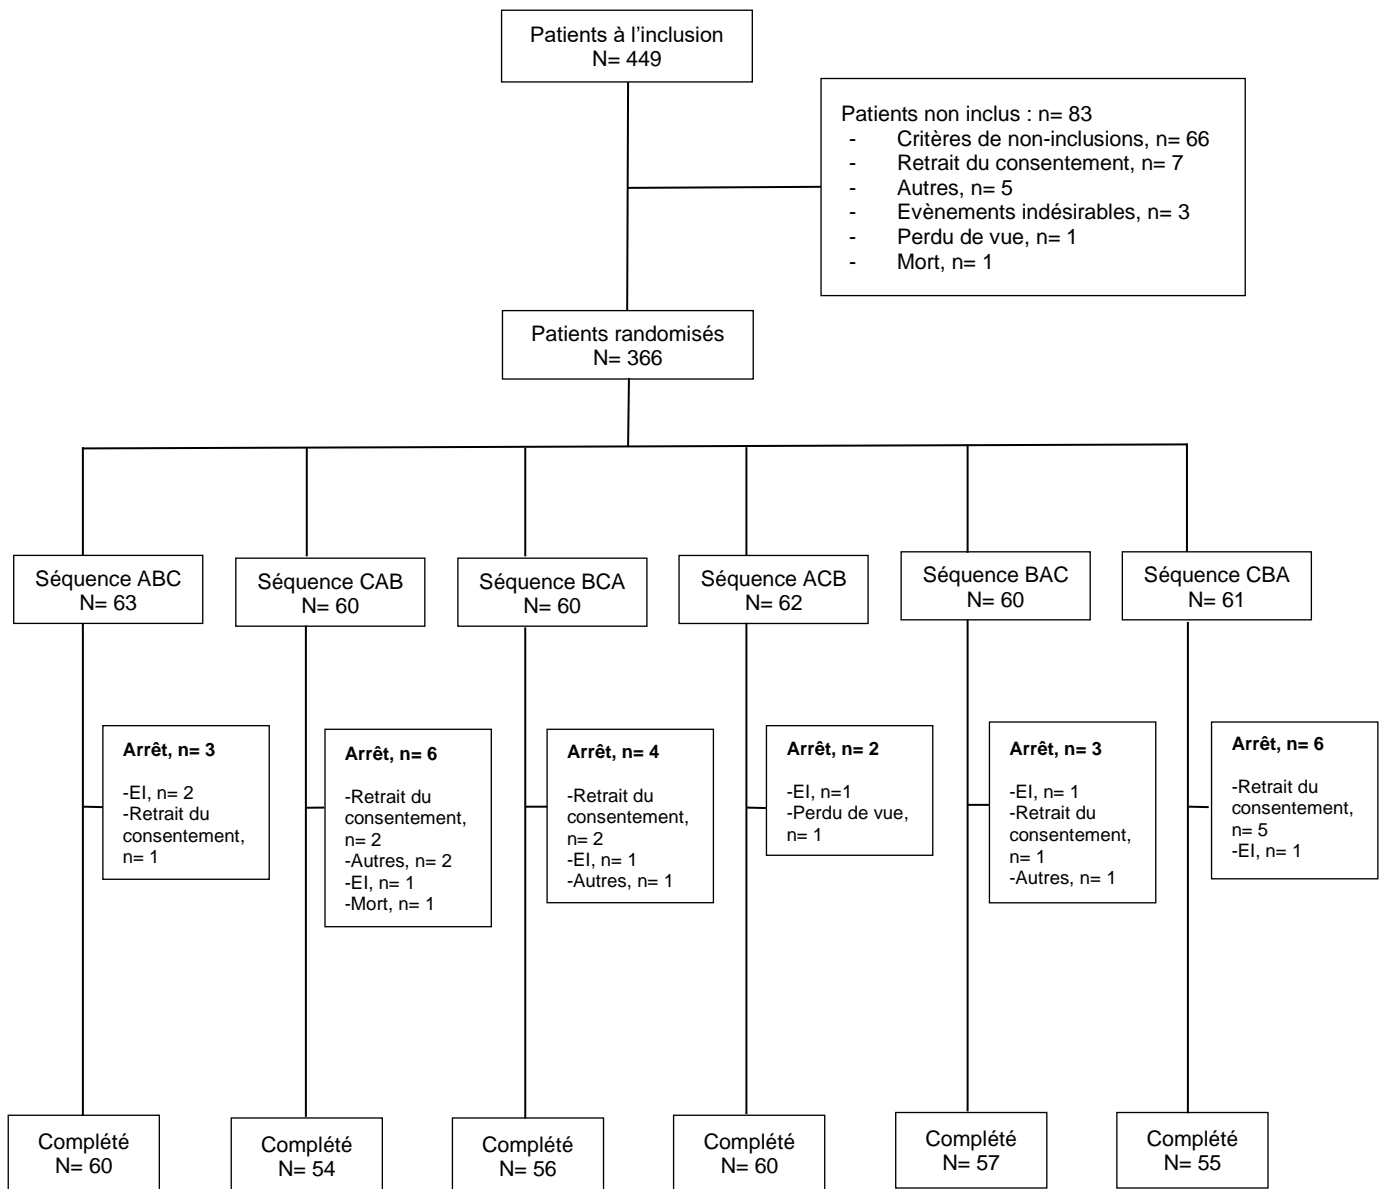 Patients à l'inclusion
N= 449
Patients non inclus : n= 83
- Critères de non-inclusions, n= 66
- Retrait du consentement, n= 7
- Autres, n= 5
- Evènements indésirables, n= 3
- Perdu de vue, n= 1
- Mort, n= 1
Patients randomisés
N= 366
Séquence ABC
N= 63
Séquence CAB
N= 60
Séquence BCA
N= 60
Séquence ACB
N= 62
Séquence BAC
N= 60
Séquence CBA
N= 61
Arrêt, n= 3
-EI, n= 2
-Retrait du
consentement,
n= 1
Arrêt, n= 6
-Retrait du
consentement,
n= 2
-Autres, n= 2
-EI, n= 1
-Mort, n= 1
Arrêt, n= 4
-Retrait du
consentement,
n= 2
-EI, n= 1
-Autres, n= 1
Arrêt, n= 2
-EI, n=1
-Perdu de vue,
n= 1
Arrêt, n= 3
-EI, n= 1
-Retrait du
consentement,
n= 1
-Autres, n= 1
Arrêt, n= 6
-Retrait du
consentement,
n= 5
-EI, n= 1
Complété
N= 60
Complété
N= 54
Complété
N= 56
Complété
N= 60
Complété
N= 57
Complété
N= 55